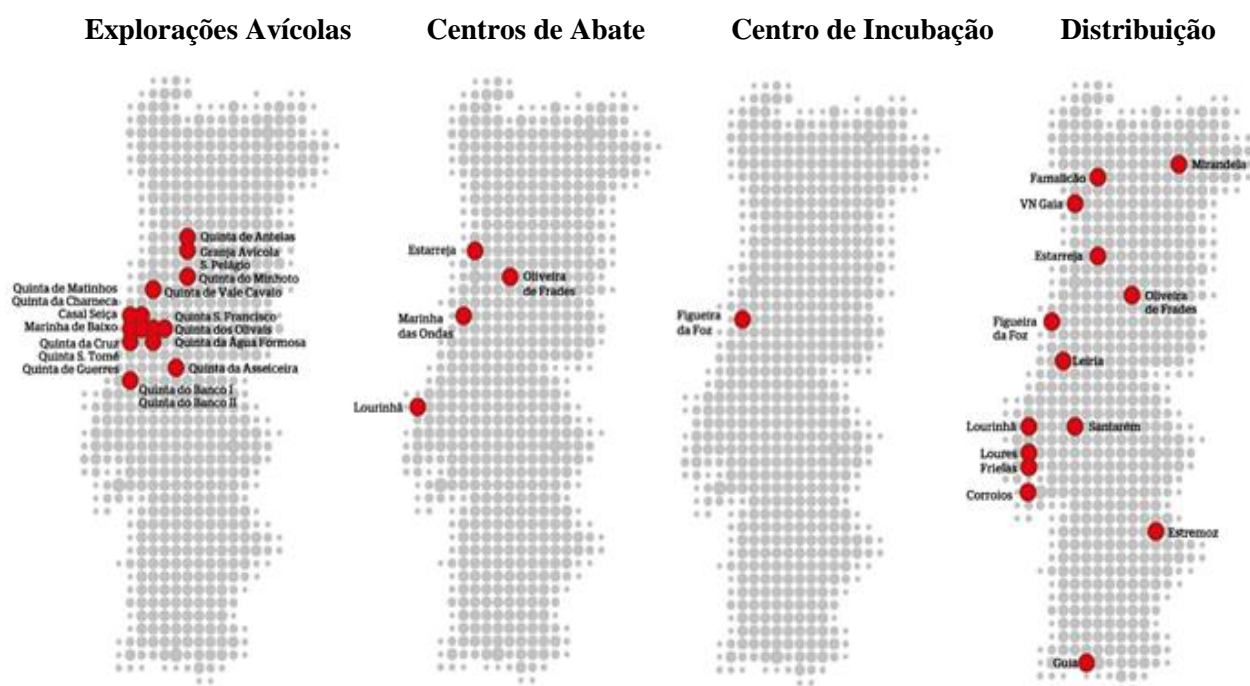 Explorações Avícolas
Centros de Abate
Centro de Incubação
Distribuição
Quinta de Antelas
Granja Avícola
S. Pelágio
Quinta do Minhoto
Quinta de Matinhos
Quinta de Vale Cavalo
Quinta da Charneca
Casal Seiça
Quinta S. Francisco
Marinha de Baixo
Quinta dos Olivais
Quinta da Cruz
Quinta da Água Formosa
Quinta S. Tomé
Quinta de Guerres
Quinta da Asseiceira
Quinta do Banco I
Quinta do Banco II
Estarreja
Oliveira
de Frades
Marinha
das Ondas
Lourinhã
Figueira
da Foz
Mirandela
Famalicão
VN Gaia
Estarreja
Oliveira
de Frades
Figueira
da Foz
Leiria
Lourinhã
Santarém
Loures
Frielas
Corroios
Estremoz
Guia